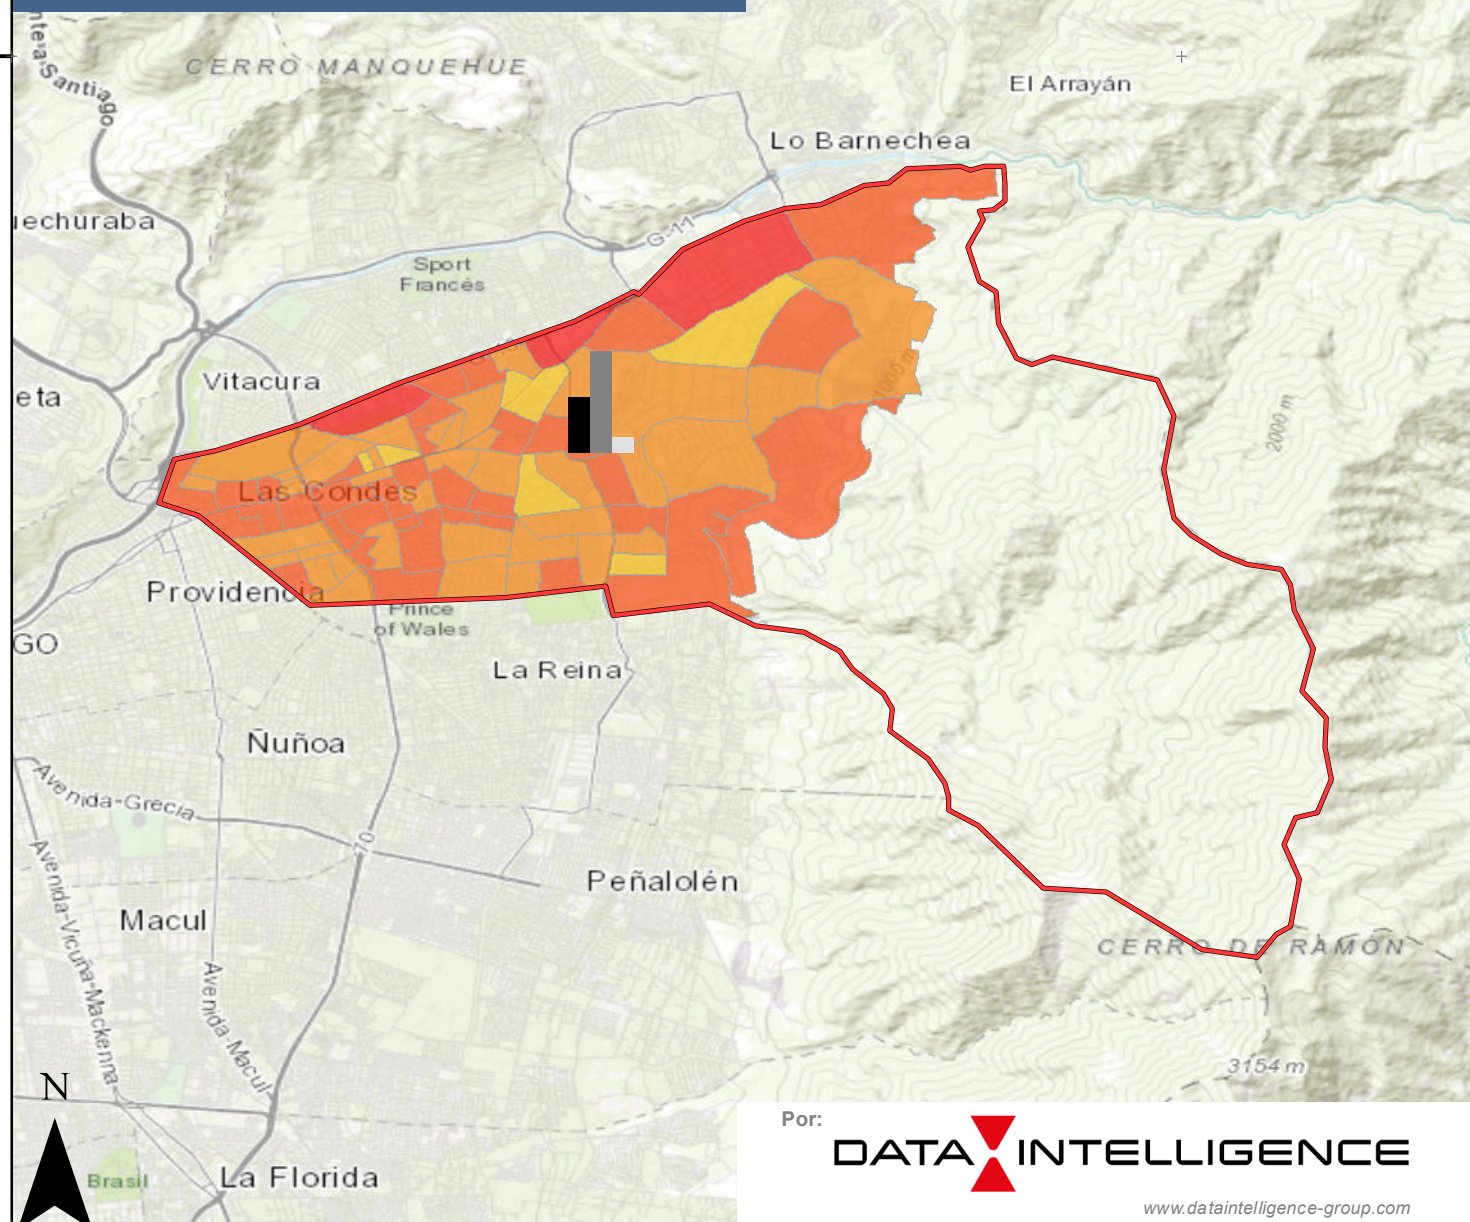 CERRO MANQUEHUE
El Arrayán
Santiago
Lo Barnechea
G-11
Sport
Francés
Vitacura
eta
1000 m
2000 m
Las Condes
Providencia
Prince
of Wales
GO
La Reina
Ñuñoa
Avenida-Grecia
70
Avenida-Vicuña-Mackenna
Peñalolén
Macul
CERRO DE RAMÓN
Avenida-Macul
3154 m
N
Por:
DATA INTELLIGENCE
Brasil
La Florida
www.dataintelligence-group.com